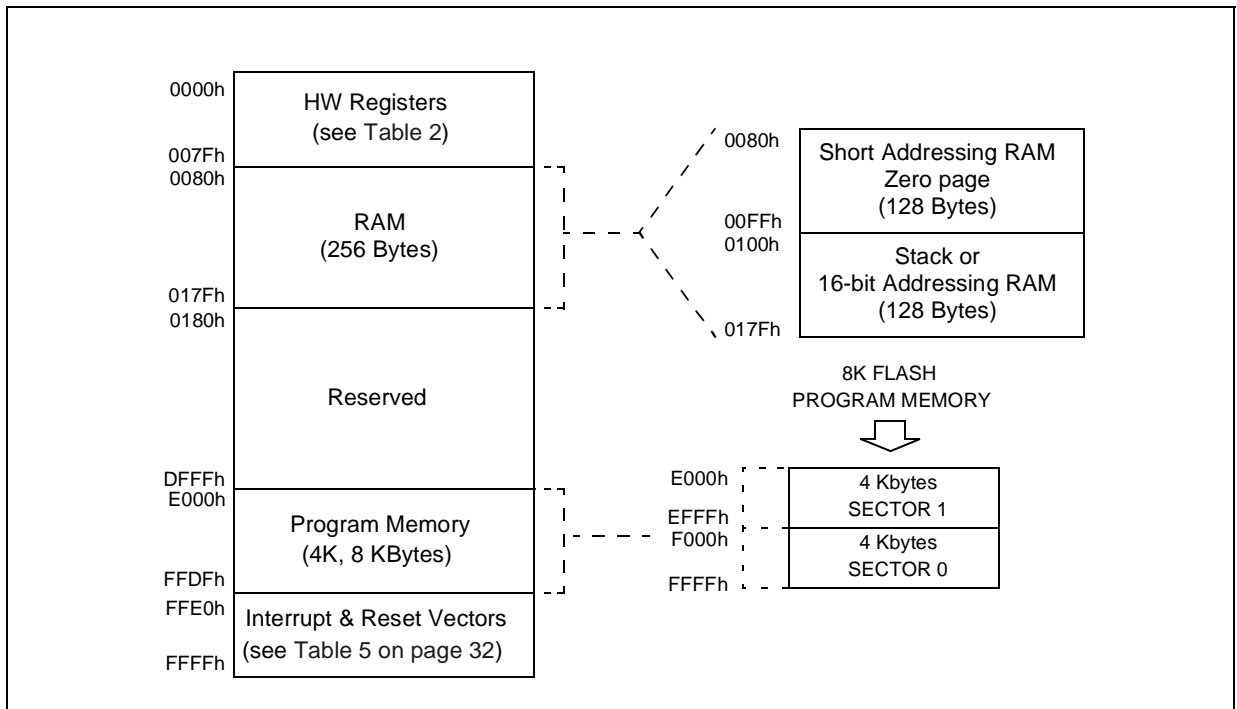 0000h
HW Registers
(see Table 2)
007Fh
0080h
RAM
(256 Bytes)
017Fh
0180h
Reserved
DFFFh
E000h
Program Memory
(4K, 8 KBytes)
FFDFh
FFE0h
Interrupt & Reset Vectors
(see Table 5 on page 32)
FFFFh
0080h
Short Addressing RAM
Zero page
(128 Bytes)
00FFh
0100h
Stack or
16-bit Addressing RAM
(128 Bytes)
017Fh
8K FLASH
PROGRAM MEMORY
E000h
4 Kbytes
SECTOR 1
EFFFh
F000h
4 Kbytes
SECTOR 0
FFFFh